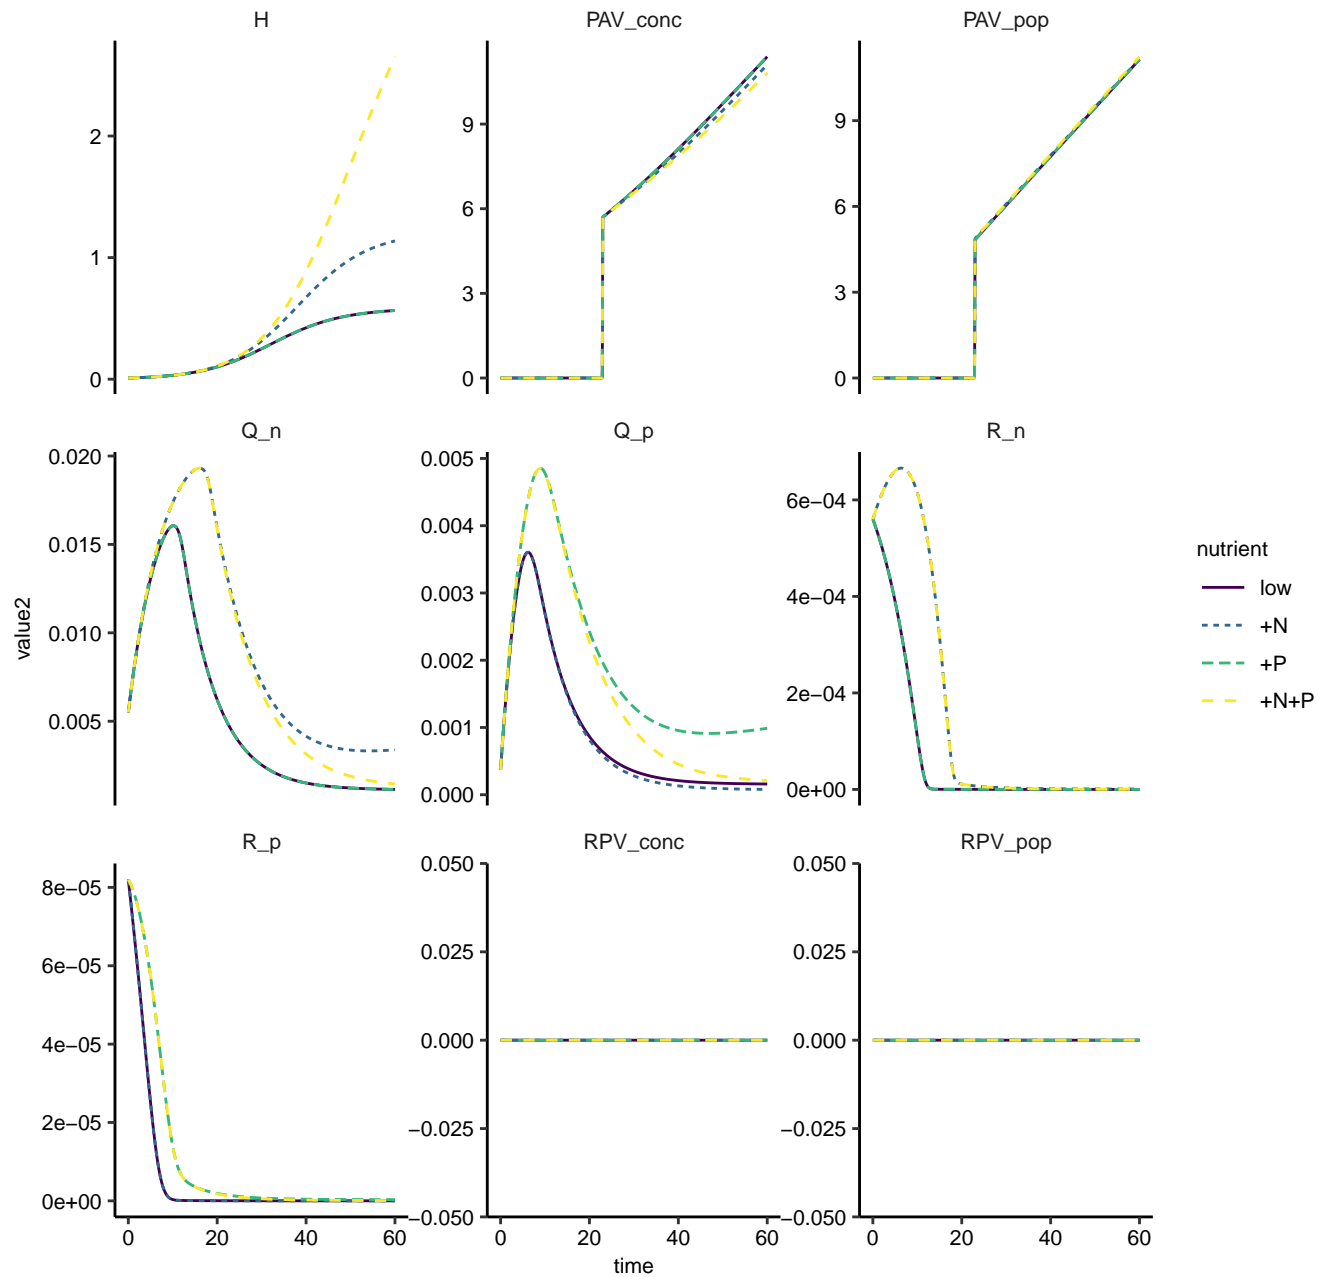 H
PAV_conc
PAV_pop
2
1
0
9
6
3
0
9
6
3
0
Q_n
Q_p
R_n
0.020
0.015
0.010
0.005
0.005
0.004
0.003
0.002
0.001
0.000
6e−04
4e−04
2e−04
0e+00
R_p
RPV_conc
RPV_pop
8e−05
6e−05
4e−05
2e−05
0e+00
0.050
0.025
0.000
−0.025
−0.050
0.050
0.025
0.000
−0.025
−0.050
0 20 40 60
0 20 40 60
0 20 40 60
time
value2
nutrient
low
+N
+P
+N+P